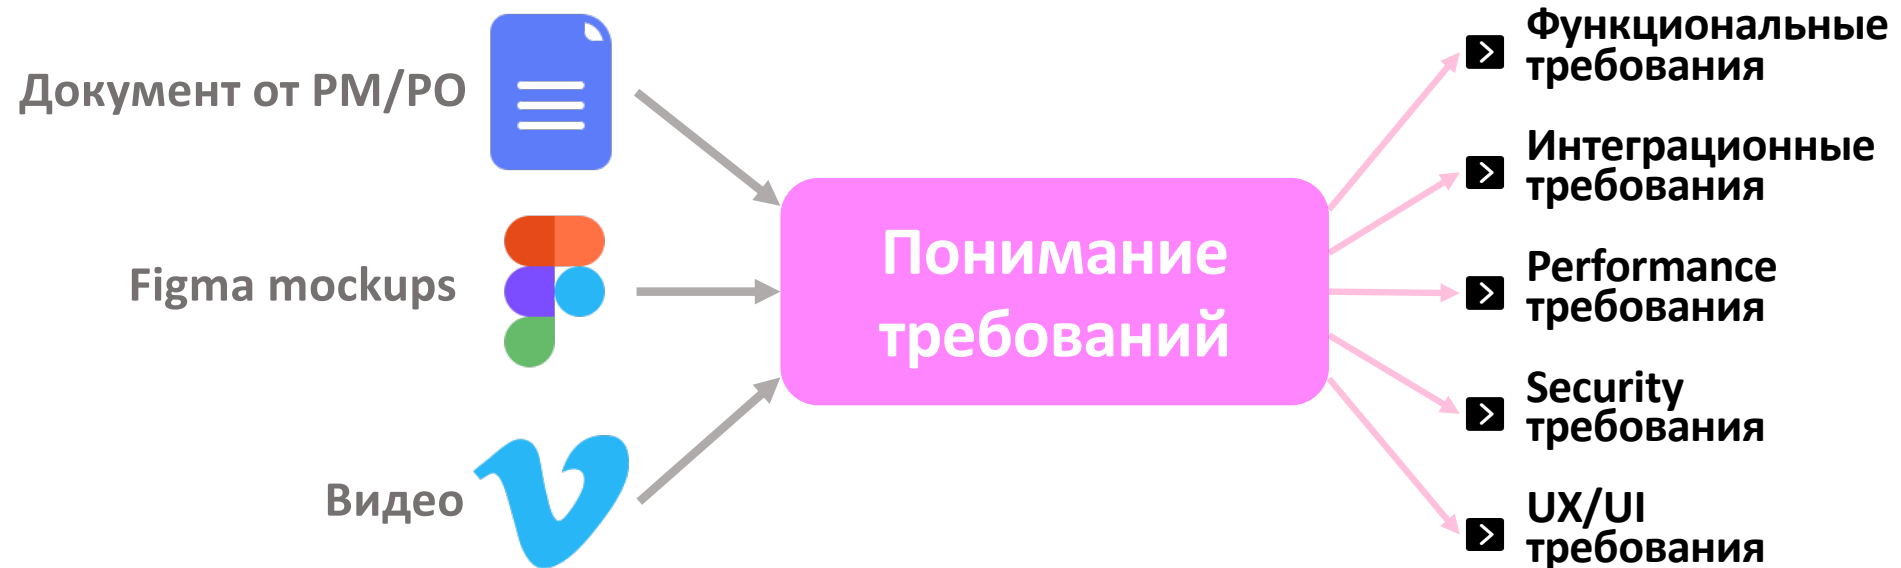 Документ от PM/PO
Figma mockups
Видео
Понимание
требований
Функциональные
требования
Интеграционные
требования
Performance
требования
Security
требования
UX/UI
требования